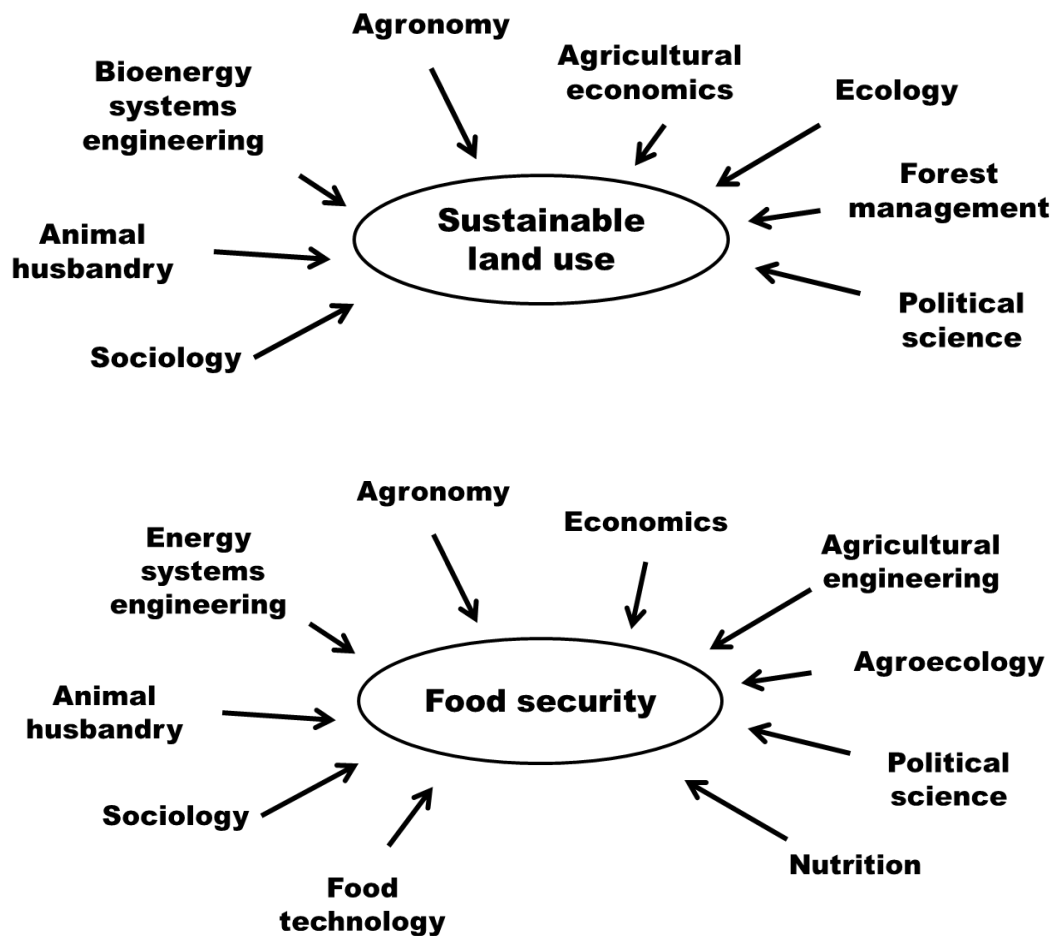 Agronomy
Agricultural
economics
Bioenergy
systems
engineering
Ecology
Forest
management
Sustainable
land use
Animal
husbandry
Political
science
Sociology
Agronomy
Economics
Energy
systems
engineering
Agricultural
engineering
Agroecology
Food security
Animal
husbandry
Political
science
Sociology
Nutrition
Food
technology